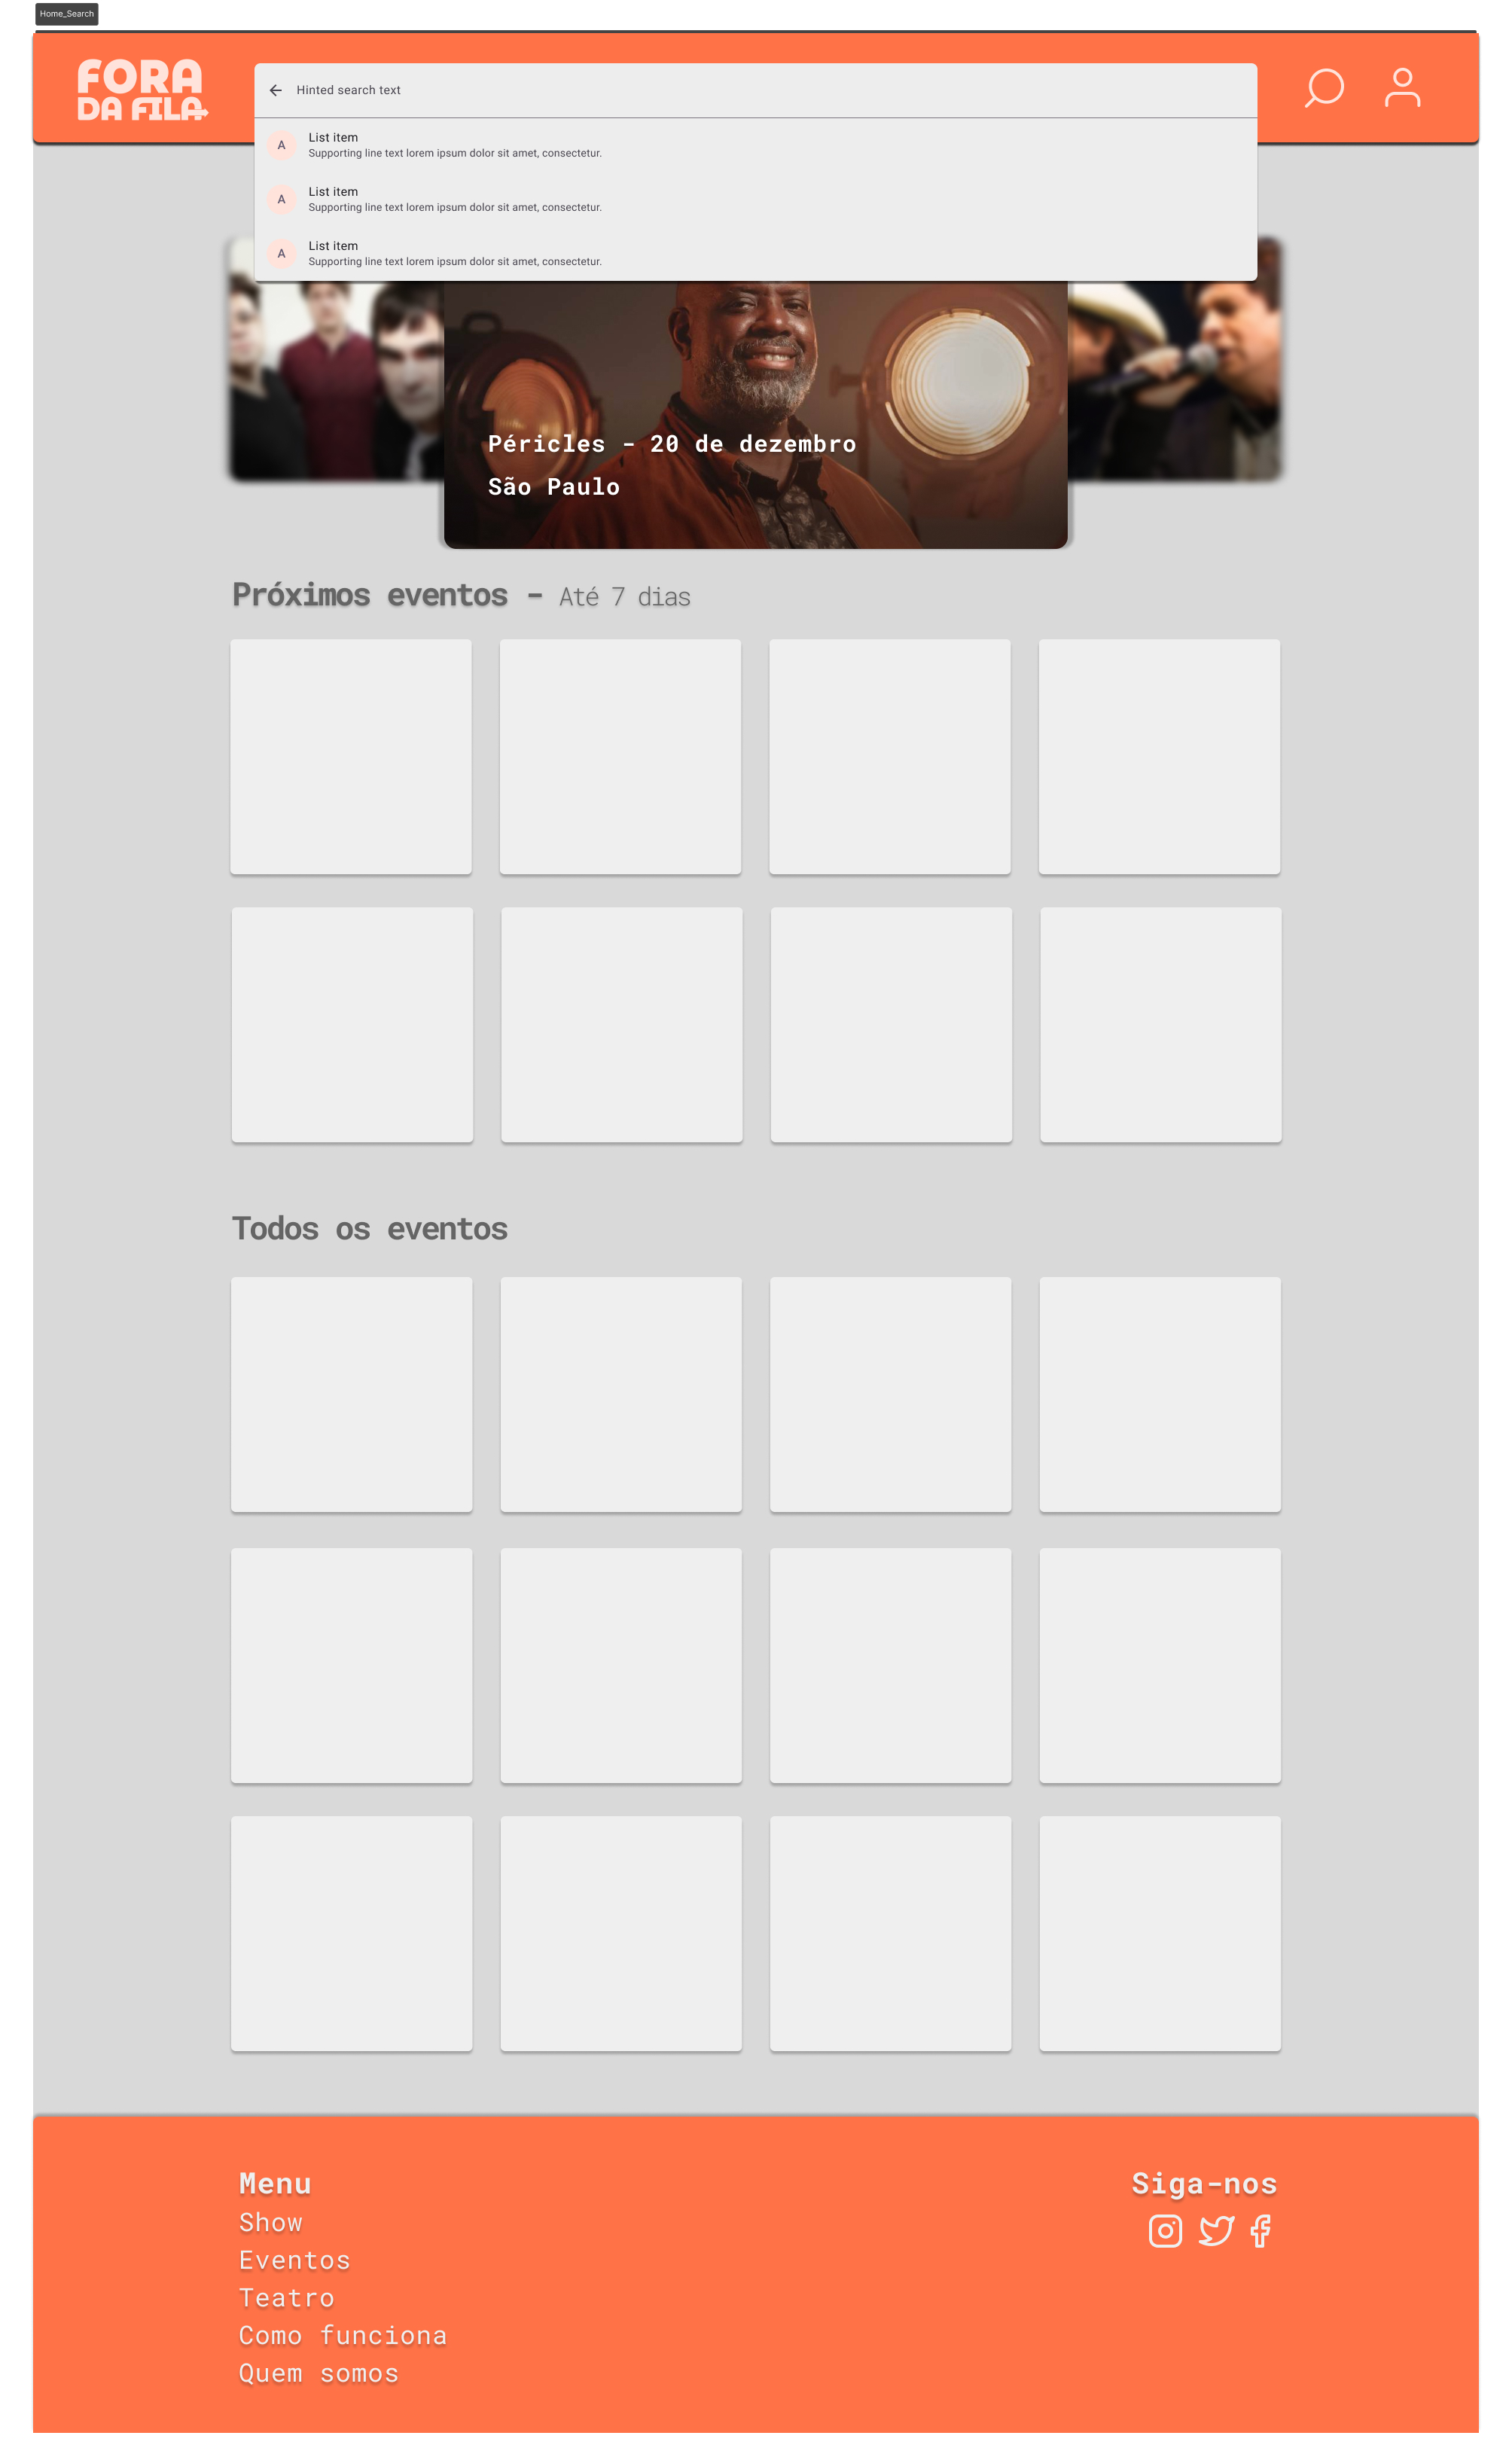 Home_Search
FORA
DA FILA
Hinted search text
A
List item
Supporting line text lorem ipsum dolor sit amet, consectetur.
A
List item
Supporting line text lorem ipsum dolor sit amet, consectetur.
A
List item
Supporting line text lorem ipsum dolor sit amet, consectetur.
Péricles - 20 de dezembro
São Paulo
Próximos eventos - Até 7 dias
Todos os eventos
Menu
Show
Eventos
Teatro
Como funciona
Quem somos
Siga-nos